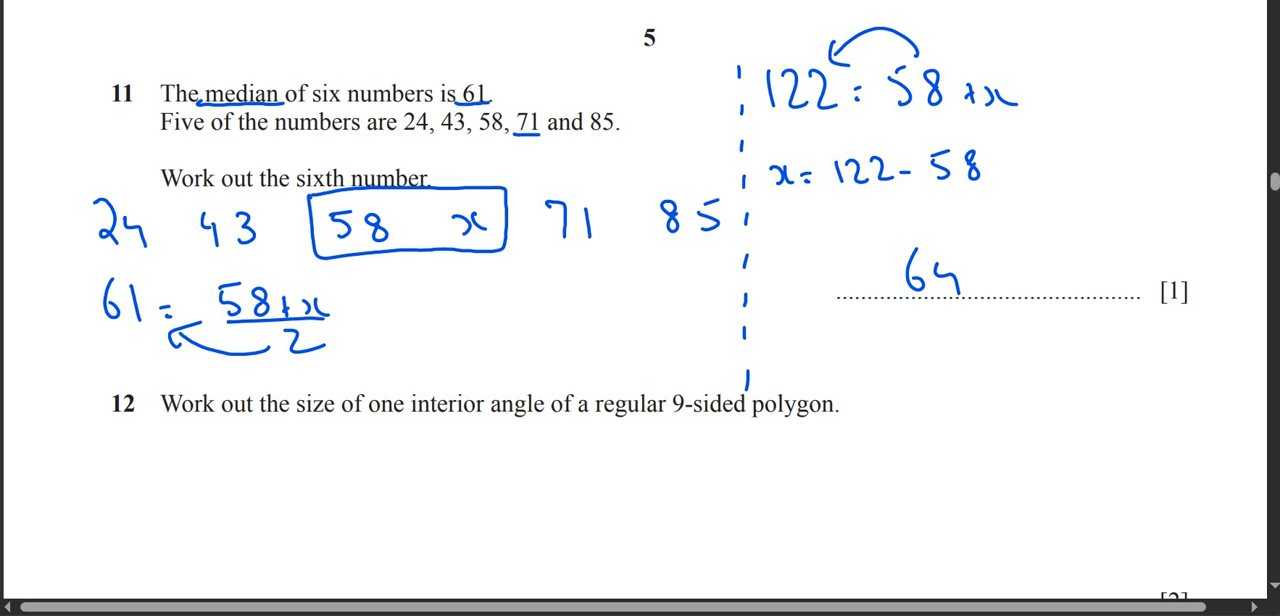 5
11 The median of six numbers is 61.
Five of the numbers are 24, 43, 58, 71 and 85.
Work out the sixth number.
24 43 58 x 71 85
61 = 58+x
2
122 = 58 + x
x = 122 - 58
64
[1]
12 Work out the size of one interior angle of a regular 9-sided polygon.